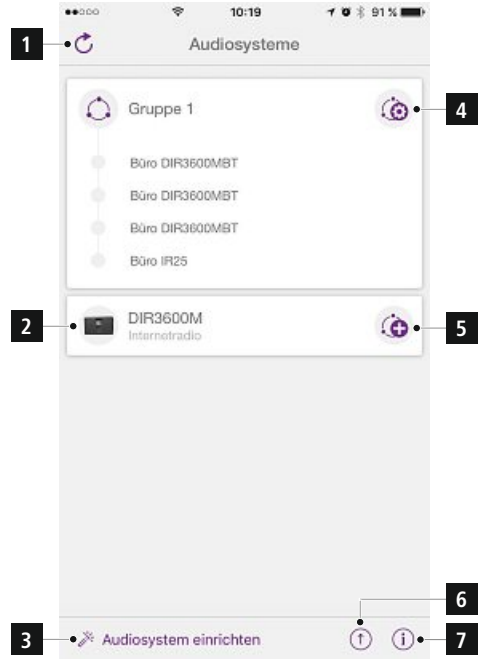 10:19
91 %
1
Audiosysteme
Gruppe 1
4
Büro DIR3600MBT
Büro DIR3600MBT
Büro DIR3600MBT
Büro IR25
2
DIR3600M
Internetradio
5
6
3
Audiosystem einrichten
7